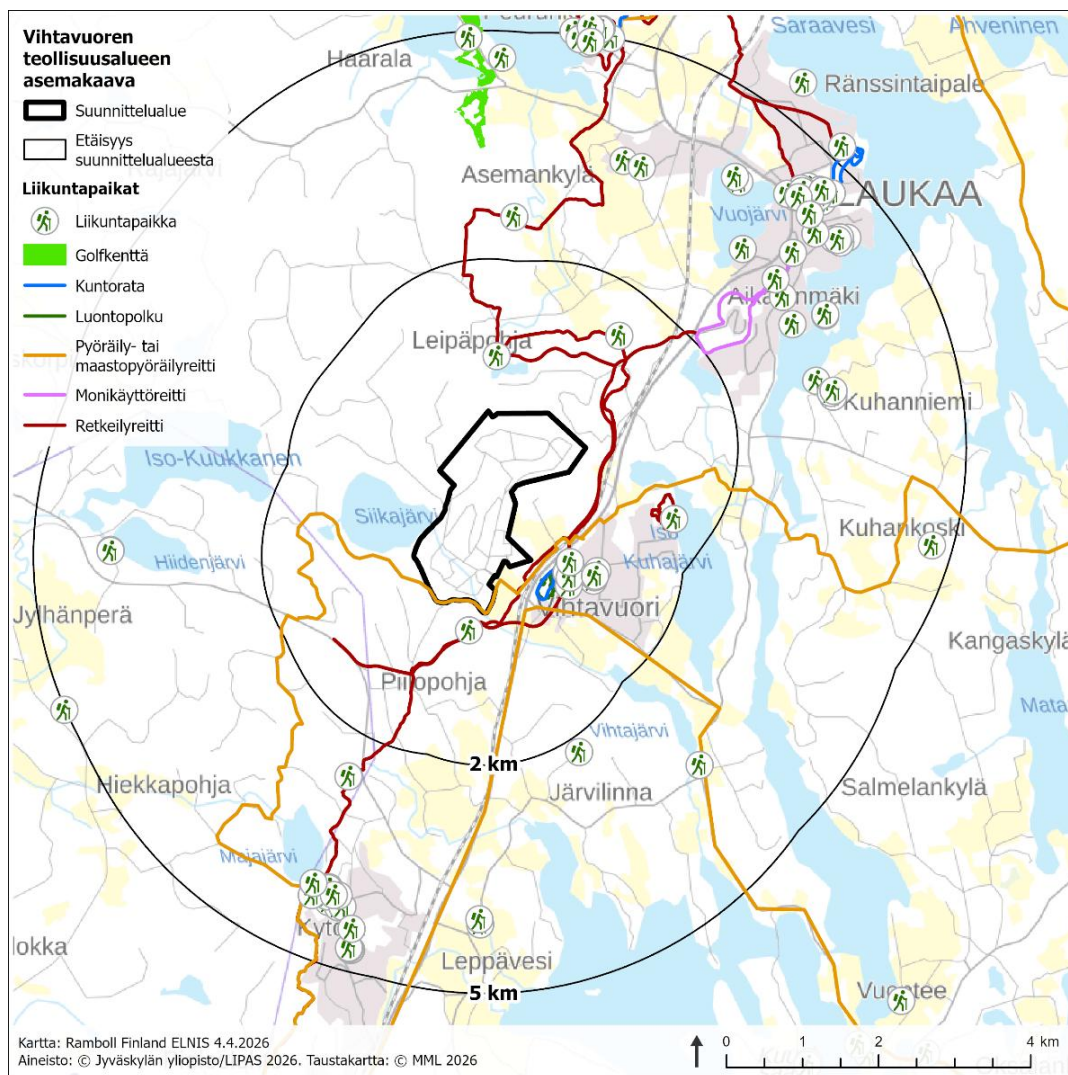 Vihtavuoren
teollisuusalueen
asemakaava
Suunnittelualue
Etäisyys
suunnittelualueesta
Liikuntapaikat
Liikuntapaikka
Golfkenttä
Kuntorata
Luontopolku
Pyöräily- tai
maastopyöräilyreitti
Monikäyttöreitti
Retkeilyreitti
Haarala
Saraavesi
Ahveninen
Ränssintaipale
Asemankylä
Vuojärvi
LAUKAA
Leipäpohja
Kuhanniemi
Iso-Kuukkanen
Siikajärvi
Hiidenjärvi
Iso
Kuhajärvi
Kuhankoski
Vihtavuori
Jylhänperä
Kangaskylä
Piilopohja
Vihtajärvi
2 km
Hiekkapohja
Järvilinna
Salmelankylä
Majajärvi
Leppävesi
5 km
Kartta: Ramboll Finland ELNIS 4.4.2026
Aineisto: © Jyväskylän yliopisto/LIPAS 2026. Taustakartta: © MML 2026
0 1 2 4 km